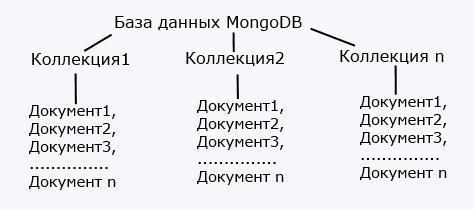 База данных MongoDB
Коллекция1
Коллекция2
Коллекция n
Документ1,
Документ2,
Документ3,
...............
Документ n
Документ1,
Документ2,
Документ3,
...............
Документ n
Документ1,
Документ2,
Документ3,
...............
Документ n